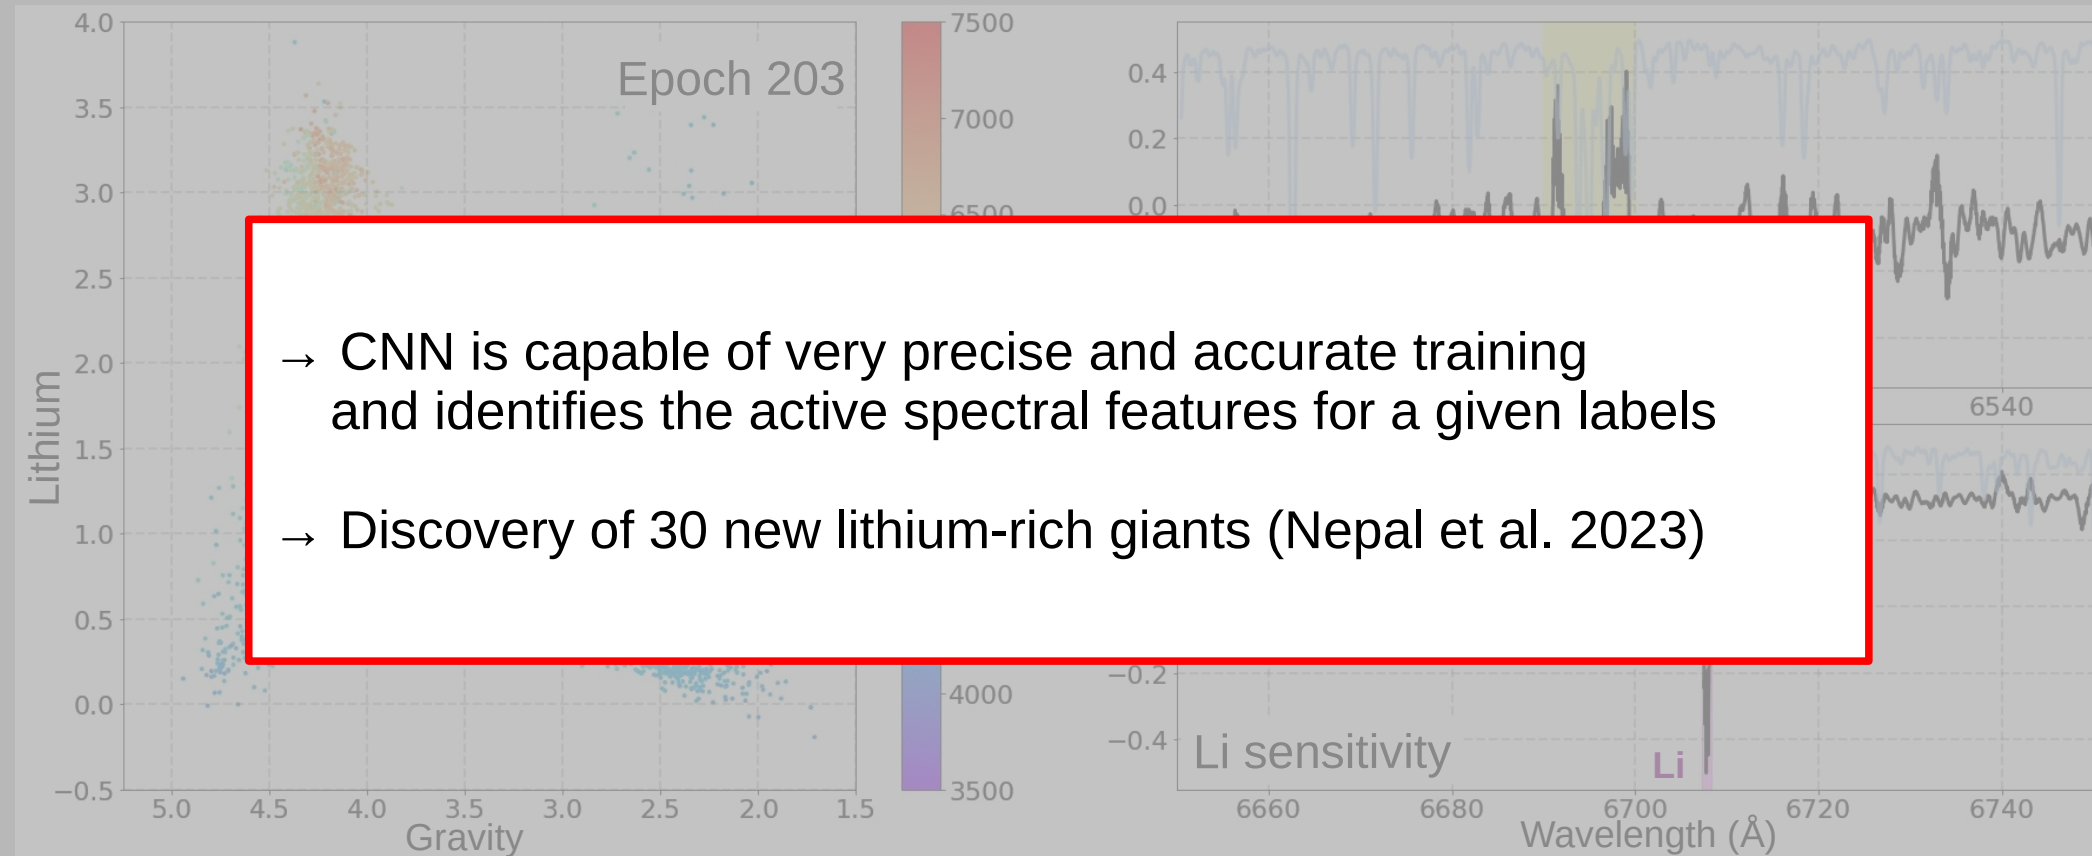 4.0
3.5
3.0
2.5
2.0
1.5
1.0
0.5
0.0
−0.5
Lithium
5.0 4.5 4.0 3.5 3.0 2.5 2.0 1.5
Gravity
Epoch 203
7500
7000
6500
4000
3500
0.4
0.2
0.0
6540
→ CNN is capable of very precise and accurate training
and identifies the active spectral features for a given labels
→ Discovery of 30 new lithium-rich giants (Nepal et al. 2023)
−0.2
−0.4
Li sensitivity
Li
6660 6680 6700 6720 6740
Wavelength (Å)